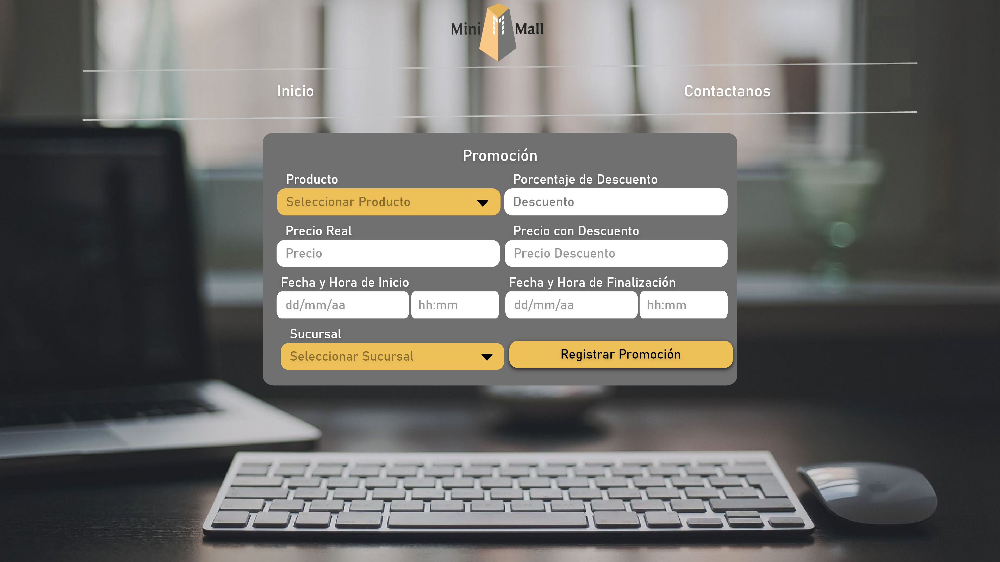 Mini Mall
Inicio Contactanos
Promoción
Producto Porcentaje de Descuento
Seleccionar Producto Descuento
Precio Real Precio con Descuento
Precio Precio Descuento
Fecha y Hora de Inicio Fecha y Hora de Finalización
dd/mm/aa hh:mm dd/mm/aa hh:mm
Sucursal
Seleccionar Sucursal Registrar Promoción